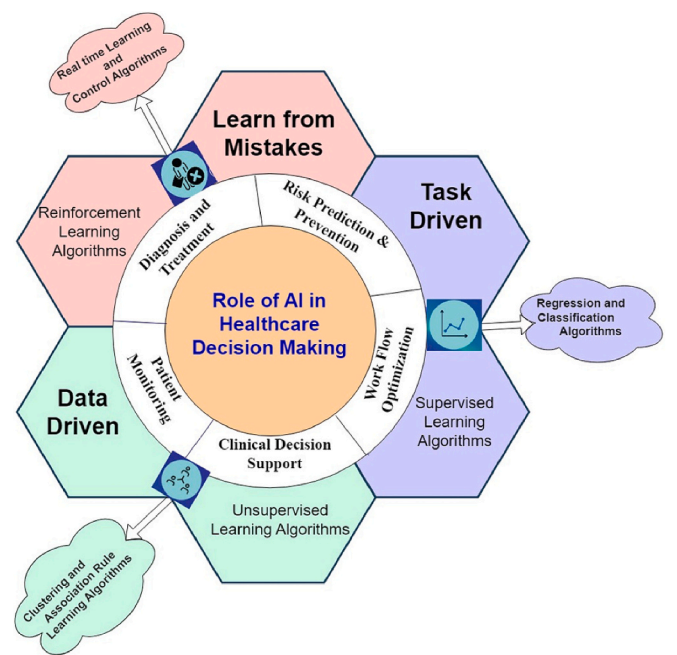 Real time Learning
and
Control Algorithms
Learn from
Mistakes
Reinforcement
Learning
Algorithms
Task
Driven
Diagnosis and
Treatment
Risk Prediction &
Prevention
Role of AI in
Healthcare
Decision Making
Regression and
Classification
Algorithms
Work Flow
Optimization
Patient
Monitoring
Data
Driven
Supervised
Learning
Algorithms
Clinical Decision
Support
Unsupervised
Learning Algorithms
Clustering and
Association Rule
Learning Algorithms